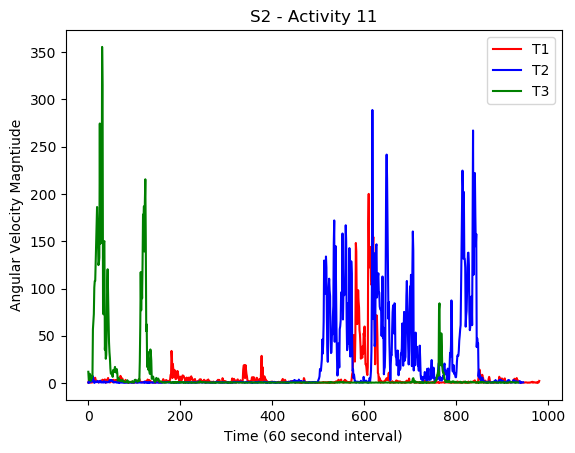 S2 - Activity 11
T1
T2
T3
350
300
250
200
150
100
50
0
Angular Velocity Magntiude
0 200 400 600 800 1000
Time (60 second interval)